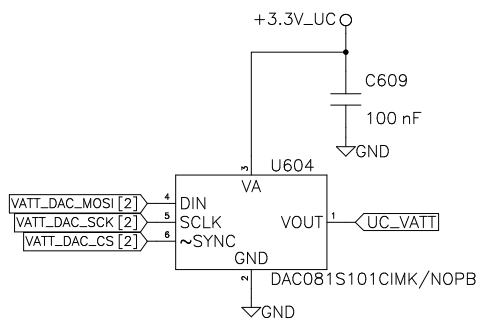 +3.3V_UC
C609
100 nF
GND
U604
3
VA
VATT_DAC_MOSI [2]
4
DIN
VATT_DAC_SCK [2]
5
SCLK
VOUT
1
UC_VATT
VATT_DAC_CS [2]
6
~SYNC
GND
2
DAC081S101CIMK/NOPB
GND